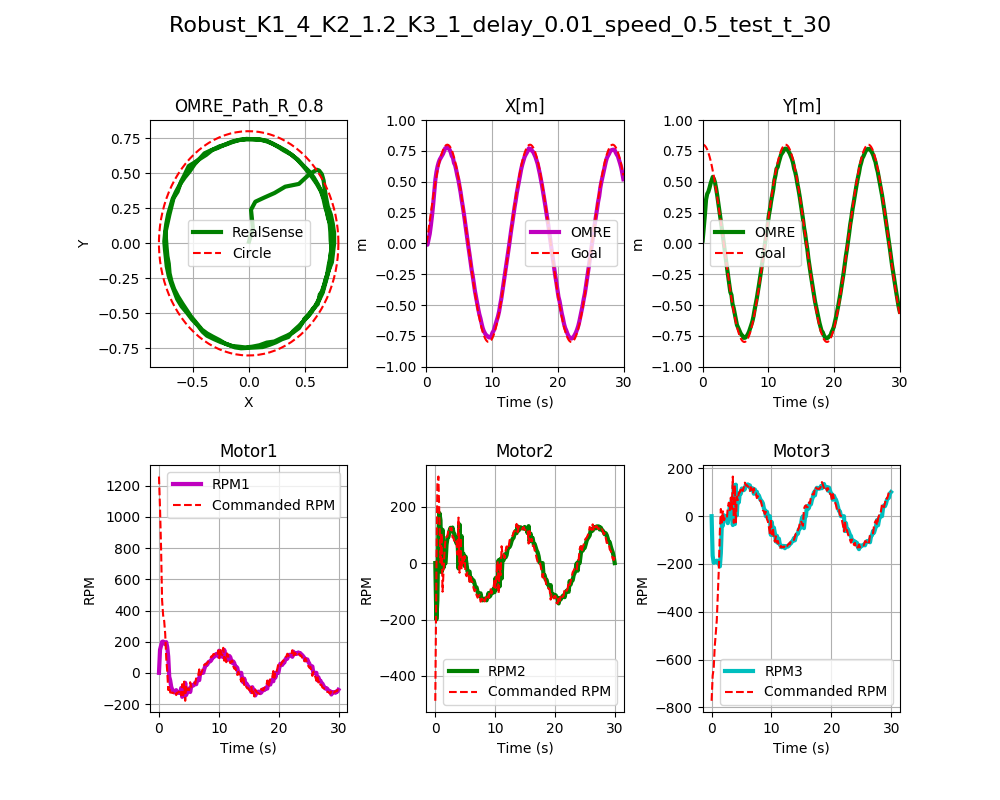 Robust_K1_4_K2_1.2_K3_1_delay_0.01_speed_0.5_test_t_30
OMRE_Path_R_0.8
0.75
0.50
0.25
0.00
−0.25
−0.50
−0.75
Y
RealSense
Circle
−0.5
0.0
0.5
X
X[m]
1.00
0.75
0.50
0.25
0.00
−0.25
−0.50
−0.75
−1.00
m
OMRE
Goal
0
10
20
30
Time (s)
Y[m]
1.00
0.75
0.50
0.25
0.00
−0.25
−0.50
−0.75
−1.00
m
OMRE
Goal
0
10
20
30
Time (s)
Motor1
1200
1000
800
600
400
200
0
−200
RPM
RPM1
Commanded RPM
0
10
20
30
Time (s)
Motor2
200
0
−200
−400
RPM
RPM2
Commanded RPM
0
10
20
30
Time (s)
Motor3
200
0
−200
−400
−600
−800
RPM
RPM3
Commanded RPM
0
10
20
30
Time (s)